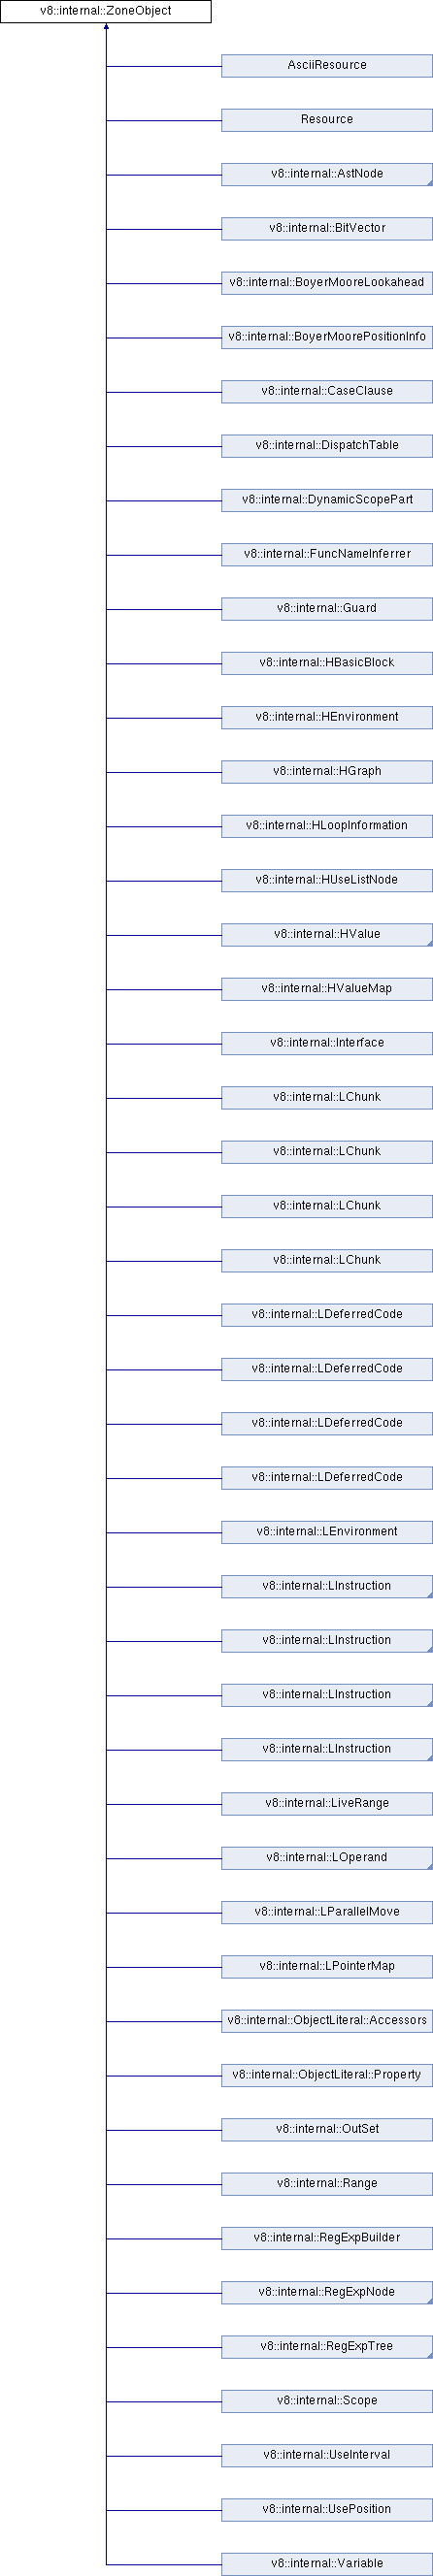 v8::internal::ZoneObject
AsciiResource
Resource
v8::internal::AstNode
v8::internal::BitVector
v8::internal::BoyerMooreLookahead
v8::internal::BoyerMoorePositionInfo
v8::internal::CaseClause
v8::internal::DispatchTable
v8::internal::DynamicScopePart
v8::internal::FuncNameInferrer
v8::internal::Guard
v8::internal::HBasicBlock
v8::internal::HEnvironment
v8::internal::HGraph
v8::internal::HLoopInformation
v8::internal::HUseListNode
v8::internal::HValue
v8::internal::HValueMap
v8::internal::Interface
v8::internal::LChunk
v8::internal::LChunk
v8::internal::LChunk
v8::internal::LChunk
v8::internal::LDeferredCode
v8::internal::LDeferredCode
v8::internal::LDeferredCode
v8::internal::LDeferredCode
v8::internal::LEnvironment
v8::internal::LInstruction
v8::internal::LInstruction
v8::internal::LInstruction
v8::internal::LInstruction
v8::internal::LiveRange
v8::internal::LOperand
v8::internal::LParallelMove
v8::internal::LPointerMap
v8::internal::ObjectLiteral::Accessors
v8::internal::ObjectLiteral::Property
v8::internal::OutSet
v8::internal::Range
v8::internal::RegExpBuilder
v8::internal::RegExpNode
v8::internal::RegExpTree
v8::internal::Scope
v8::internal::UseInterval
v8::internal::UsePosition
v8::internal::Variable